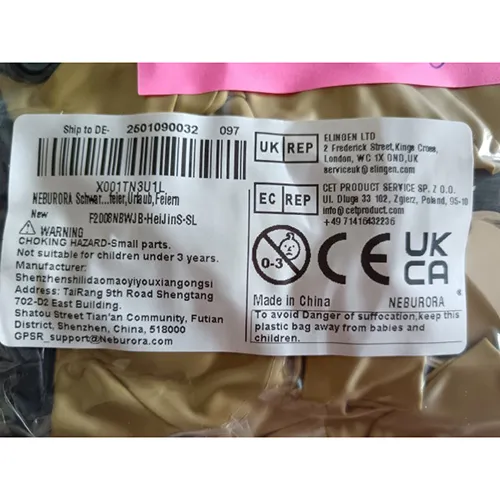 Ship to DE- 2501090032 097
X001TN3U1L
NEBURORA Schwar...feier,Urlaub,Feiern
New F2008NBWJB-HeiJinS-SL
WARNING
CHOKING HAZARD-Small parts.
Not suitable for children under 3 years.
Manufacturer:
Shenzhenshilidaomaoyiyouxiangongsi
Address: TaiRang 9th Road Shengtang
702-D2 East Building.
Shatou Street Tian'an Community, Futian
District, Shenzhen, China, 518000
GPSR_support@Neburora.com
UK REP
ELINGEN LTD
2 Frederick Street,Kings Cross,
London, WC 1X 0ND,UK
serviceuk@elingen.com
EC REP
CET PRODUCT SERVICE SP. Z O.O.
Ul. Dluga 33 102, Zgierz, Poland, 95-10
info@cetproduct.com
+49 71416432236
0-3
CE
UK
CA
Made in China NEBURORA
To avoid Danger of suffocation,keep this
plastic bag away from babies and
children.